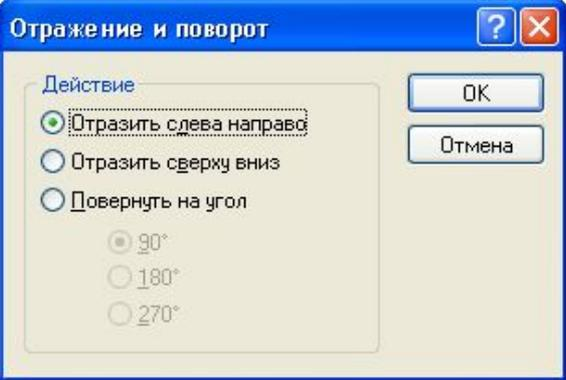 Отражение и поворот
Действие
Отразить слева направо
Отразить сверху вниз
Повернуть на угол
90°
180°
270°
OK
Отмена